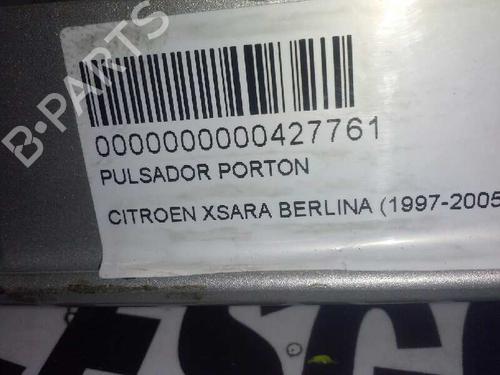 0000000000427761
PULSADOR PORTON
CITROEN XSARA BERLINA (1997-2005
B-PARTS